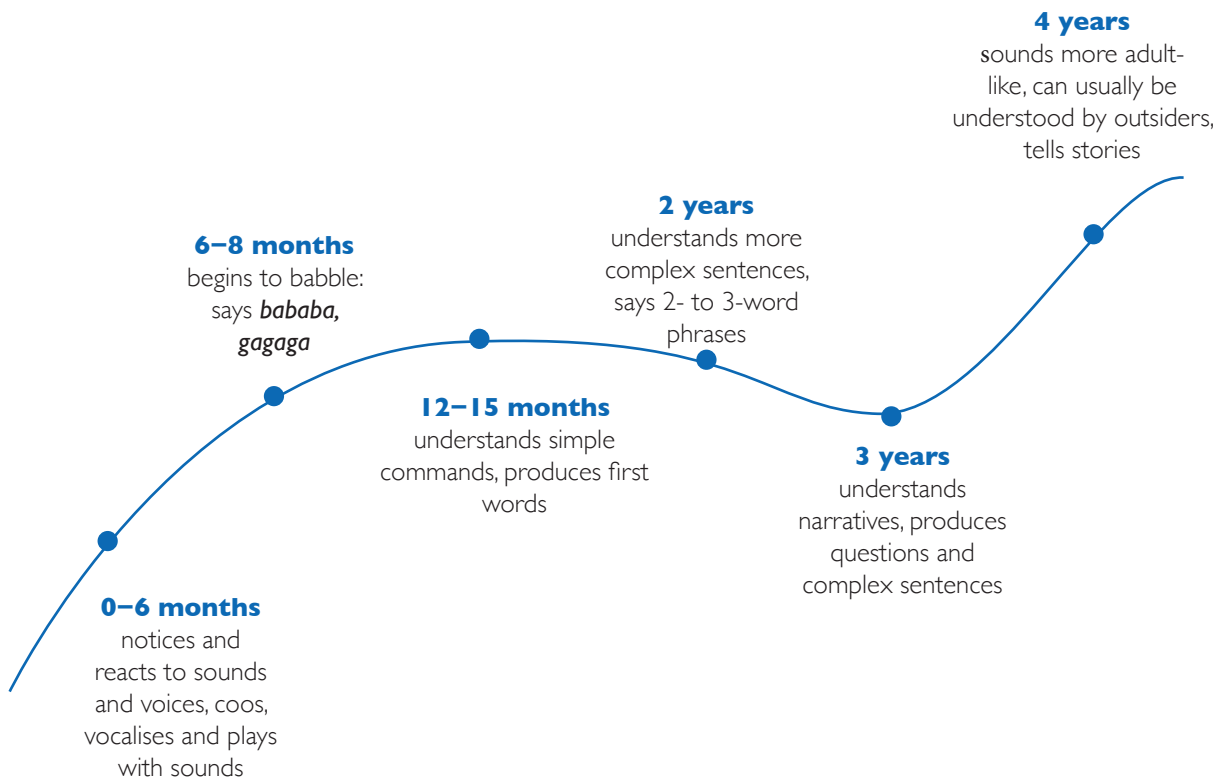 0–6 months
notices and
reacts to sounds
and voices, coos,
vocalises and plays
with sounds
6–8 months
begins to babble:
says bababa,
gagaga
12–15 months
understands simple
commands, produces first
words
2 years
understands more
complex sentences,
says 2- to 3-word
phrases
3 years
understands
narratives, produces
questions and
complex sentences
4 years
sounds more adult-
like, can usually be
understood by outsiders,
tells stories